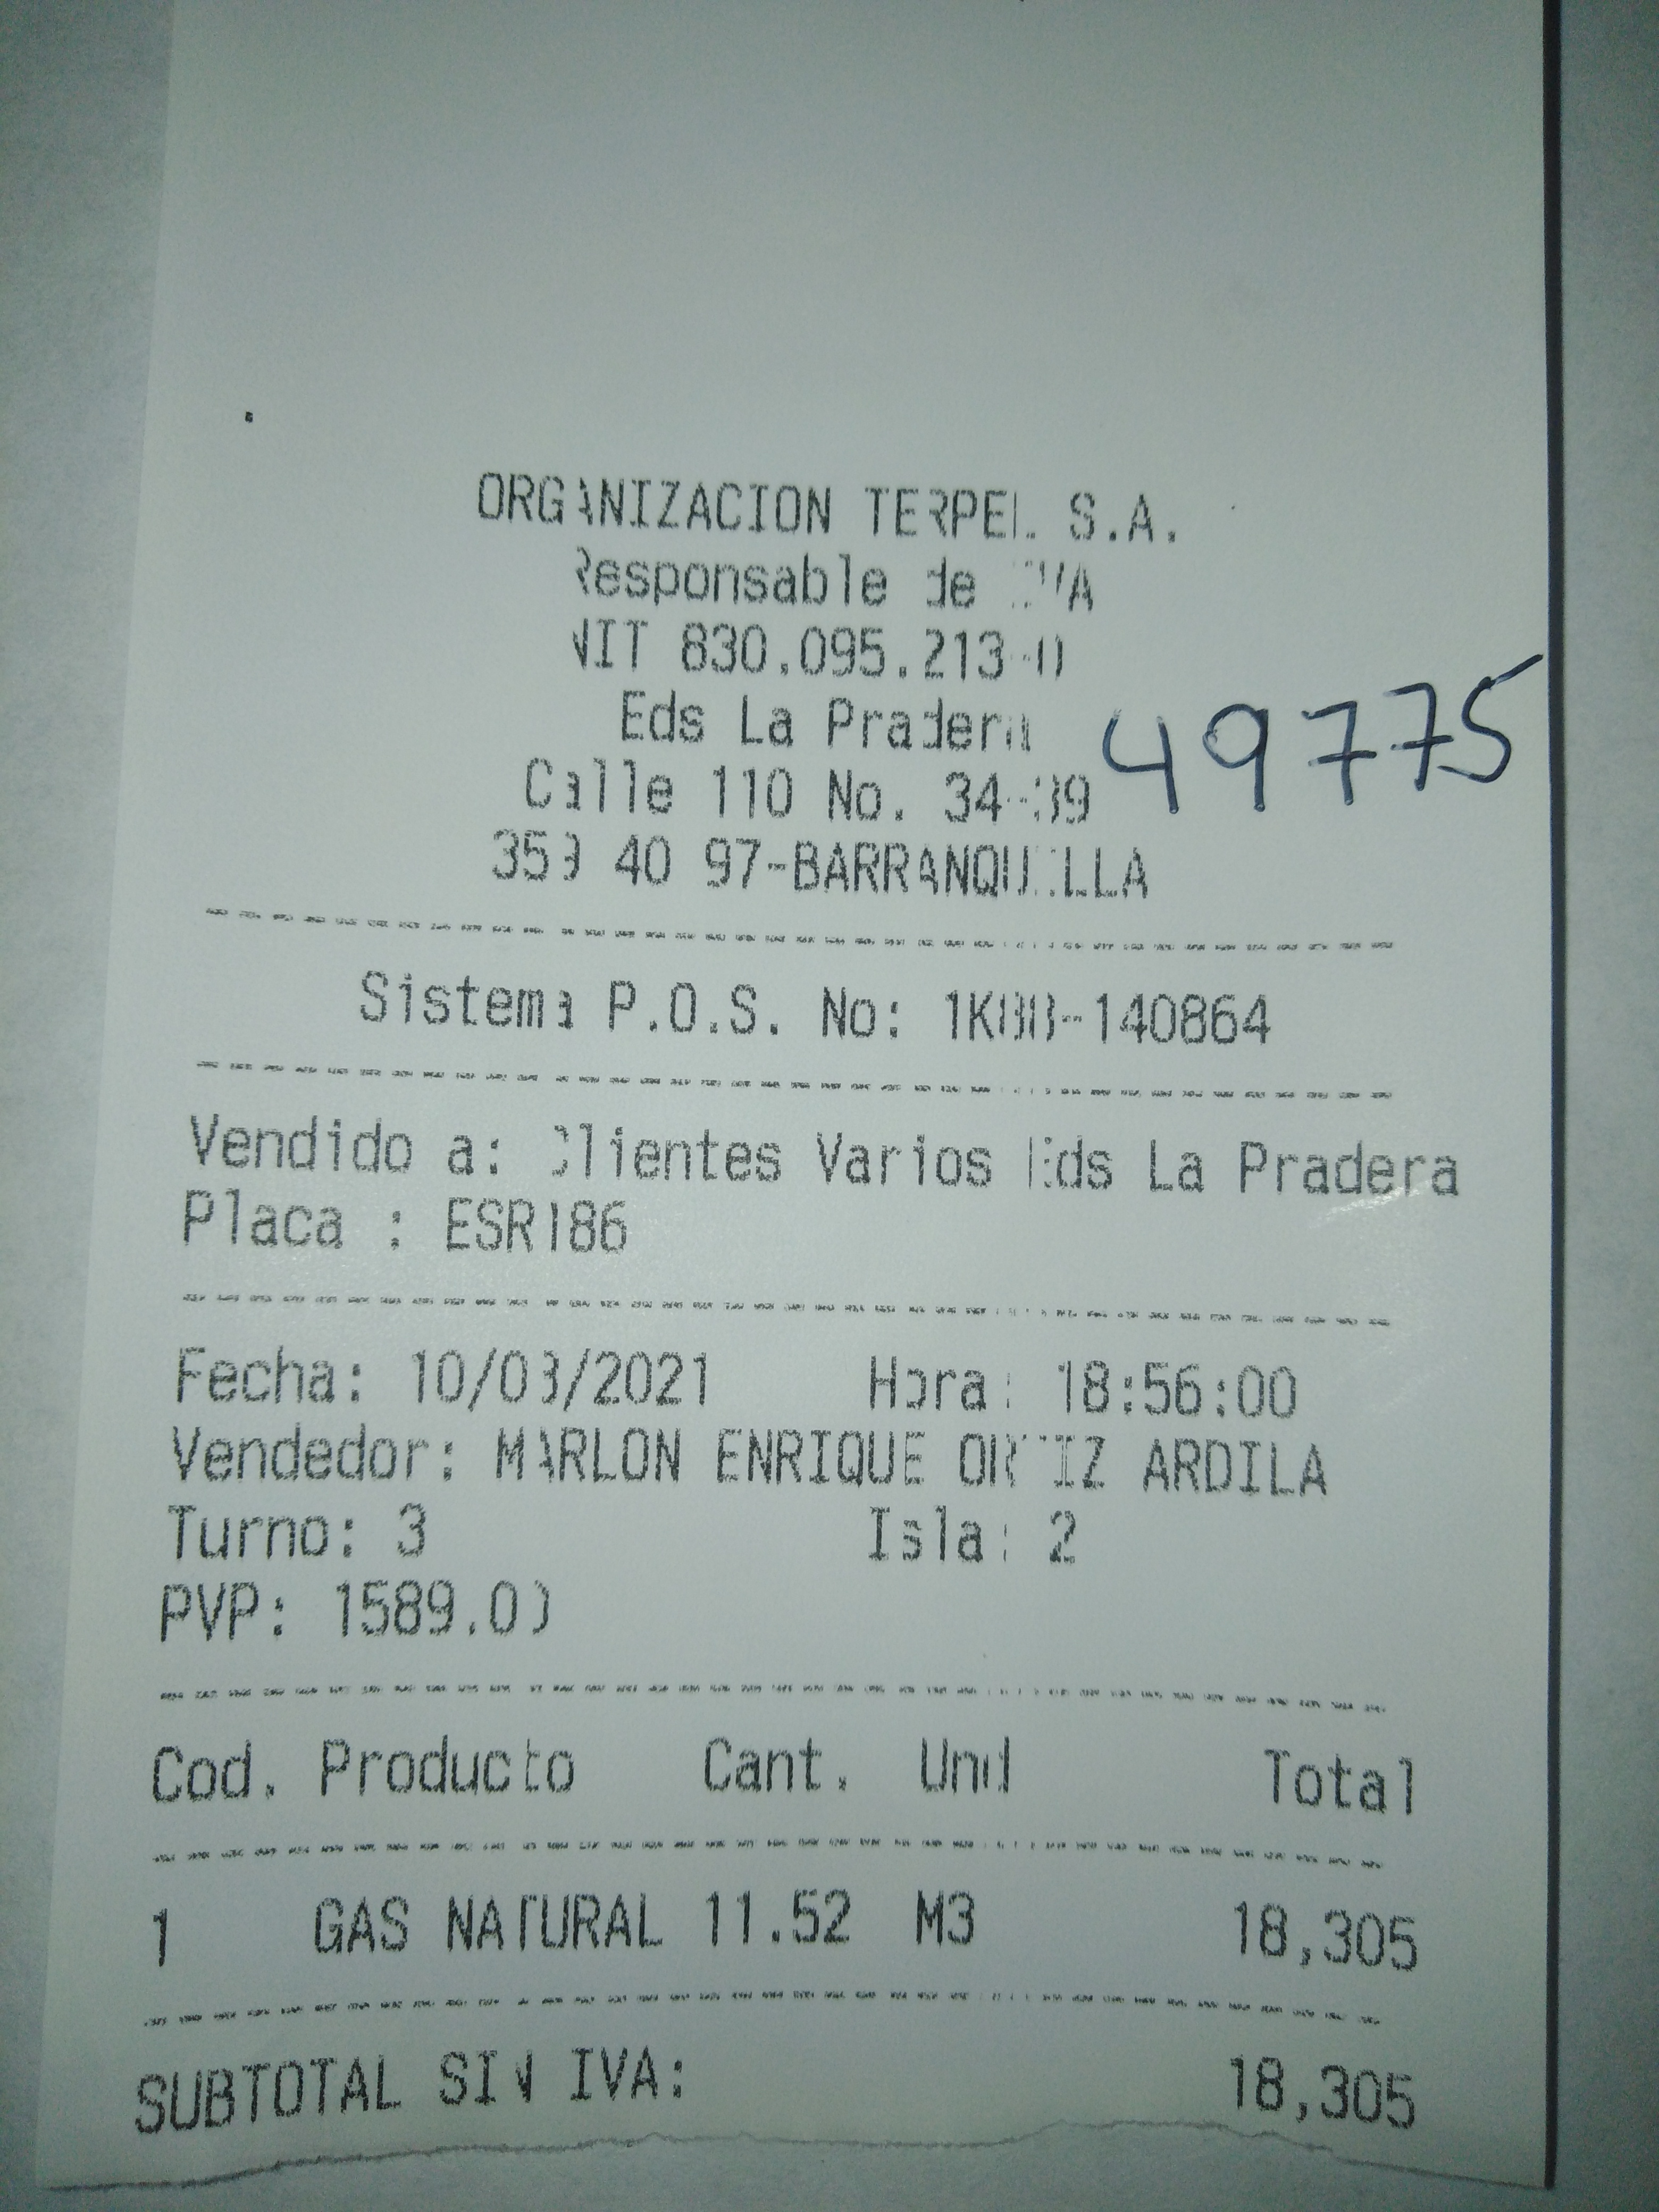 ORGANIZACION TERPEL S.A.
Responsable de IVA
NIT 830.095.213-0
Eds La Pradera
49775
Calle 110 No. 34-39
359 40 97-BARRANQUILLA
Sistema P.O.S. No: -140864
Vendido a: Clientes Varios Eds La Pradera
Placa : ESR186
Fecha: 10/03/2021 Hora: 18:56:00
Vendedor: MARLON ENRIQUE ORTIZ ARDILA
Turno: 3 Isla: 2
PVP: 1589.00
Cod. Producto Cant. Und Total
1 GAS NATURAL 11.52 M3 18,305
SUBTOTAL SIN IVA: 18,305